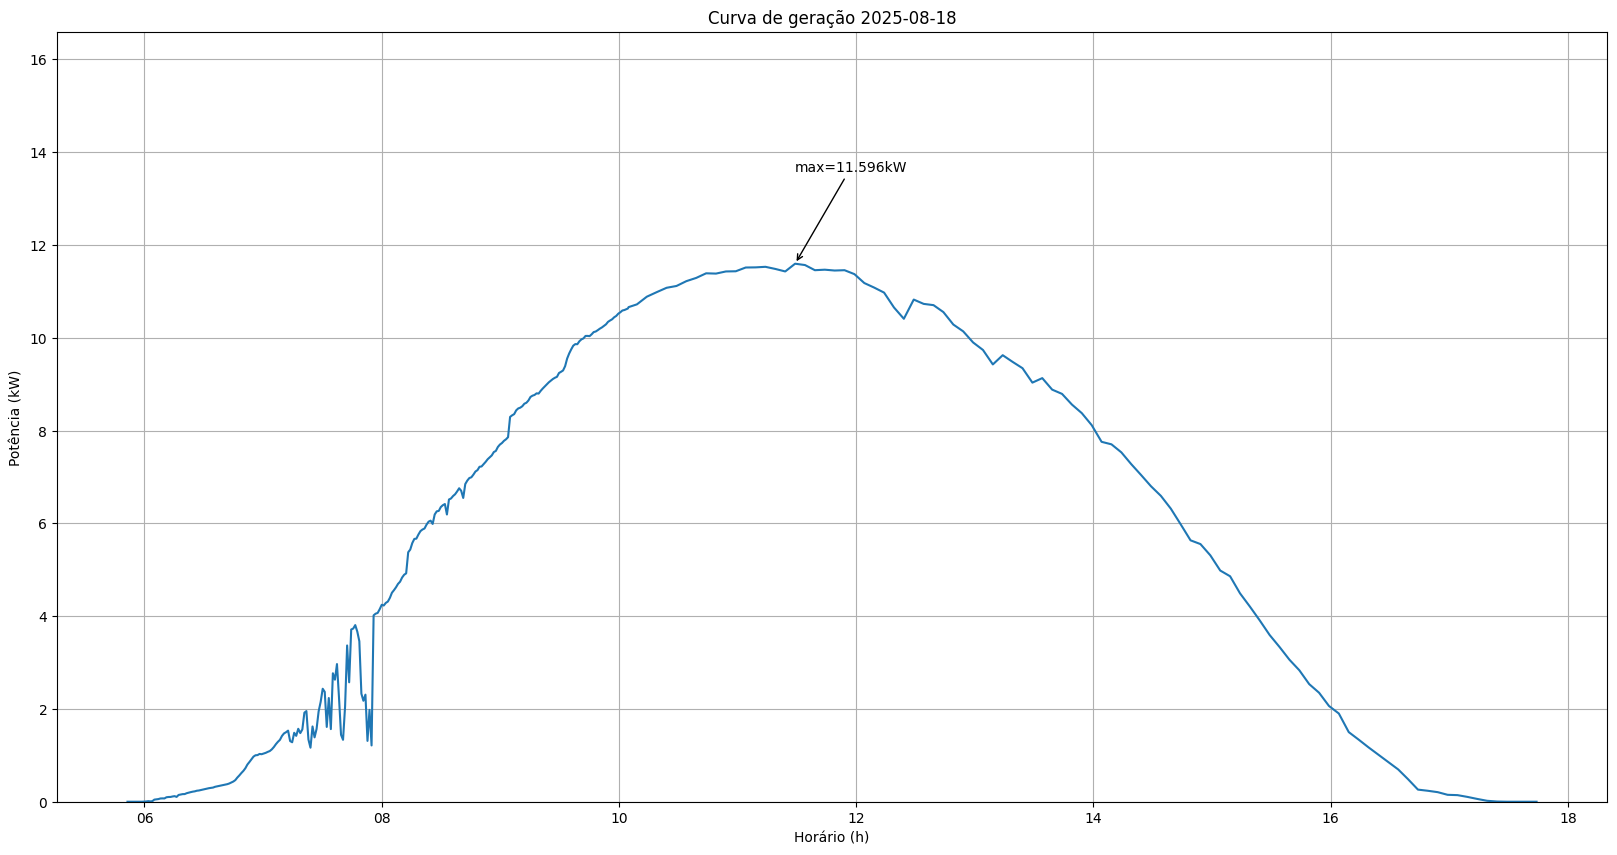 Curva de geração 2025-08-18
16
14
max=11.596kW
12
10
8
6
4
2
0
Potência (kW)
06 08 10 12 14 16 18
Horário (h)